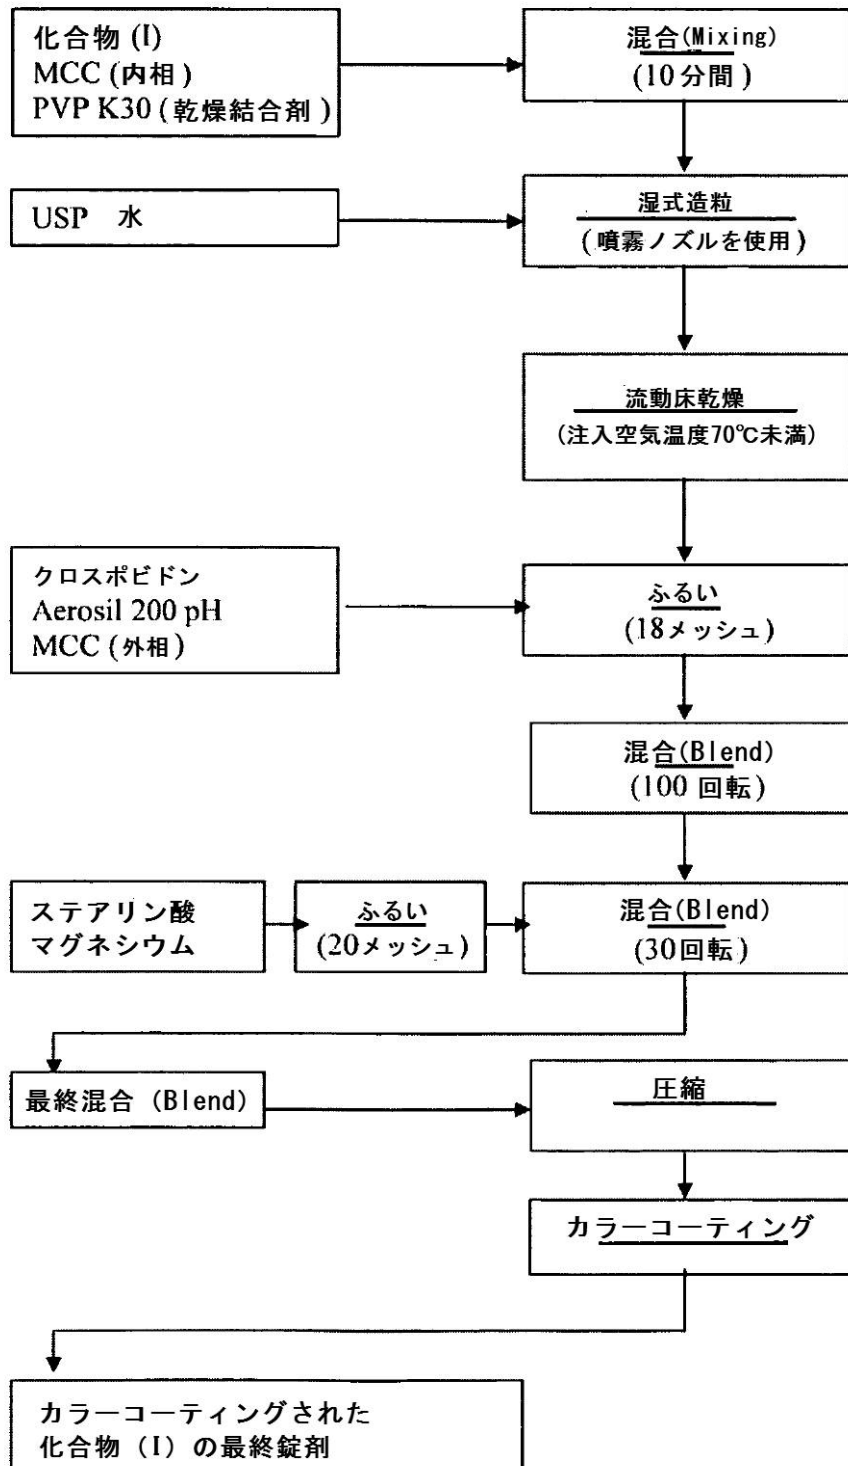 化合物 (I)
MCC (内相)
PVP K30 (乾燥結合剤)
混合(Mixing)
(10分間)
USP 水
湿式造粒
(噴霧ノズルを使用)
流動床乾燥
(注入空気温度70℃未満)
クロスポビドン
Aerosil 200 pH
MCC (外相)
ふるい
(18メッシュ)
混合(Blend)
(100 回転)
ステアリン酸
マグネシウム
ふるい
(20メッシュ)
混合(Blend)
(30回転)
最終混合 (Blend)
圧縮
カラーコーティング
カラーコーティングされた
化合物 (I) の最終錠剤